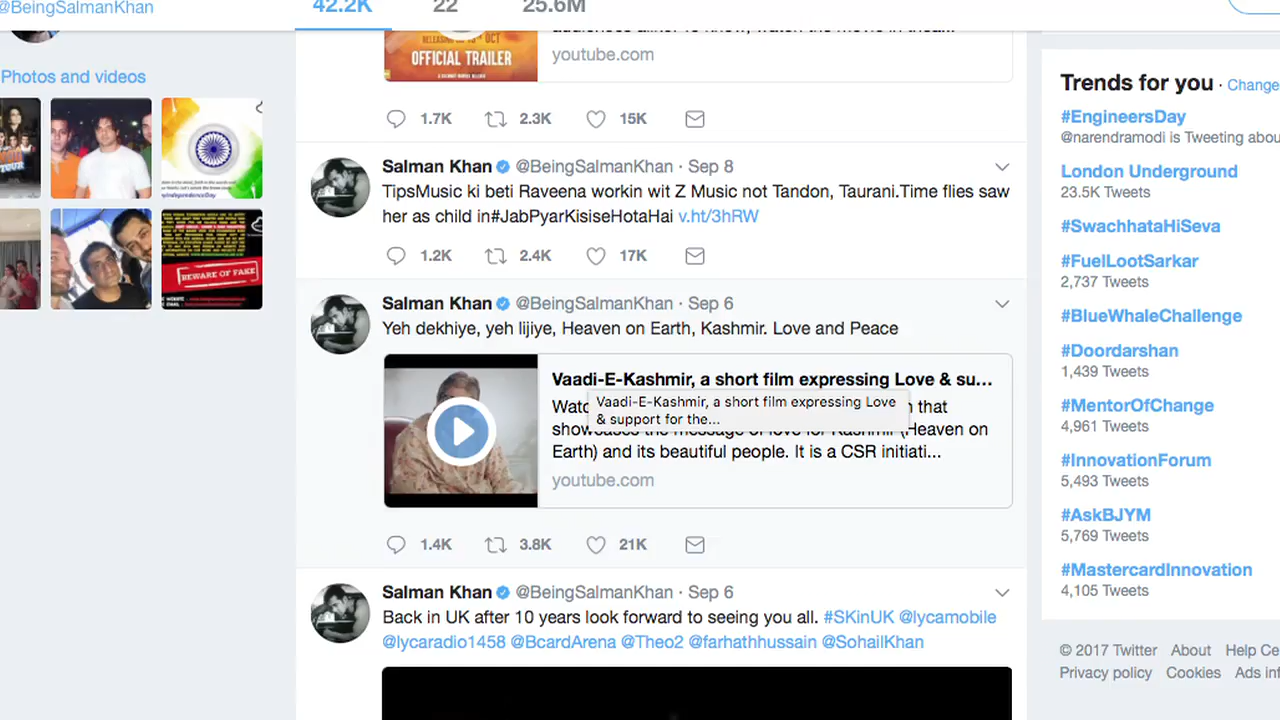 @BeingSalmanKhan
42.2K
22
25.6M
Photos and videos
BEWARE OF FAKE
OFFICIAL TRAILER
youtube.com
1.7K 2.3K 15K
Salman Khan @BeingSalmanKhan · Sep 8
TipsMusic ki beti Raveena workin wit Z Music not Tandon, Taurani.Time flies saw
her as child in#JabPyarKisiseHotaHai v.ht/3hRW
1.2K 2.4K 17K
Salman Khan @BeingSalmanKhan · Sep 6
Yeh dekhiye, yeh lijiye, Heaven on Earth, Kashmir. Love and Peace
Vaadi-E-Kashmir, a short film expressing Love & su...
Vaadi-E-Kashmir, a short film expressing Love
& support for the...
that
(Heaven on
Earth) and its beautiful people. It is a CSR initiati...
youtube.com
1.4K 3.8K 21K
Salman Khan @BeingSalmanKhan · Sep 6
Back in UK after 10 years look forward to seeing you all. #SKinUK @lycamobile
@lycaradio1458 @BcardArena @Theo2 @farhathhussain @SohailKhan
Trends for you · Change
#EngineersDay
@narendramodi is Tweeting abou
London Underground
23.5K Tweets
#SwachhataHiSeva
#FuelLootSarkar
2,737 Tweets
#BlueWhaleChallenge
#Doordarshan
1,439 Tweets
#MentorOfChange
4,961 Tweets
#InnovationForum
5,493 Tweets
#AskBJYM
5,769 Tweets
#MastercardInnovation
4,105 Tweets
© 2017 Twitter About Help Ce
Privacy policy Cookies Ads inf